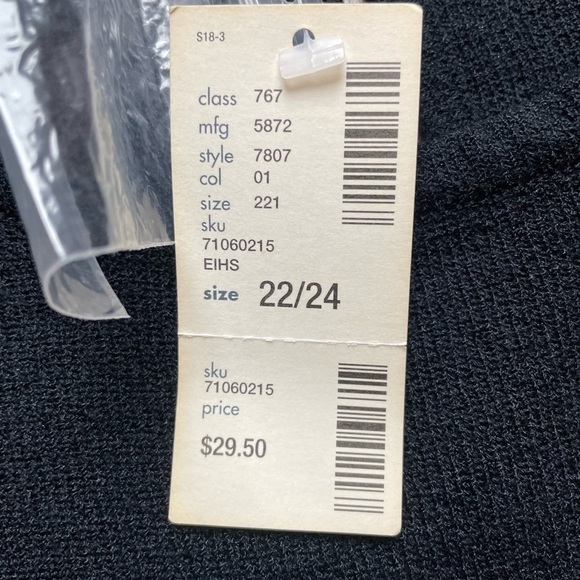 S18-3
class 767
mfg 5872
style 7807
col 01
size 221
sku
71060215
EIHS
size 22/24
sku
71060215
price
$29.50